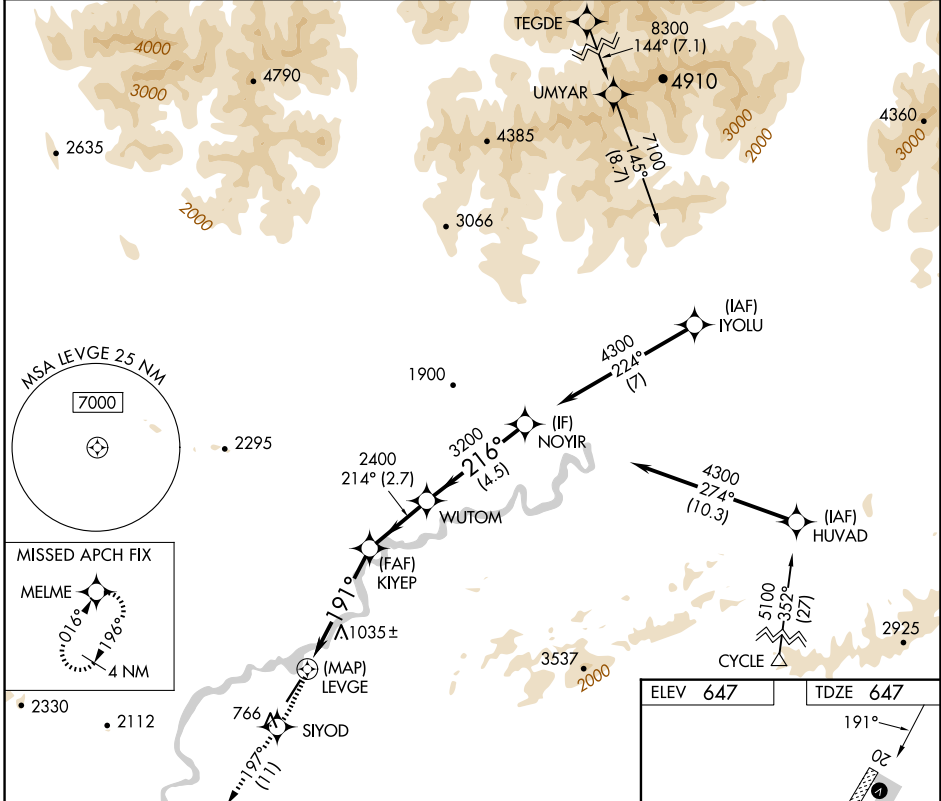 TEGDE
8300
144° (7.1)
4000
4790
3000
UMYAR
4910
4360
3000
2000
3000
2635
4385
7100
145°
(8.7)
2000
3066
(IAF)
IYOLU
4300
224°
(7)
MSA LEVGE 25 NM
7000
1900
(IF)
NOYIR
2295
3200
216°
(4.5)
2400
214° (2.7)
4300
274°
(10.3)
WUTOM
(IAF)
HUVAD
MISSED APCH FIX
(FAF)
KIYEP
MELME
016°
196°
4 NM
191°
5100
352°
(27)
1035±
2925
3537
2000
CYCLE
(MAP)
LEVGE
2330
2112
766
SIYOD
197°
(11)
ELEV 647
TDZE 647
191°
20
V